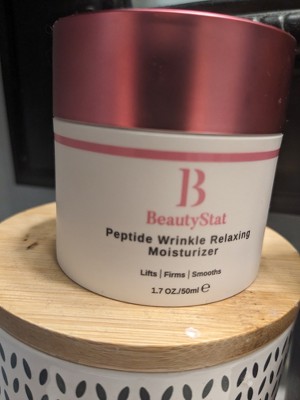 B
BeautyStat
Peptide Wrinkle Relaxing
Moisturizer
Lifts | Firms | Smooths
1.7 OZ./50ml ℮